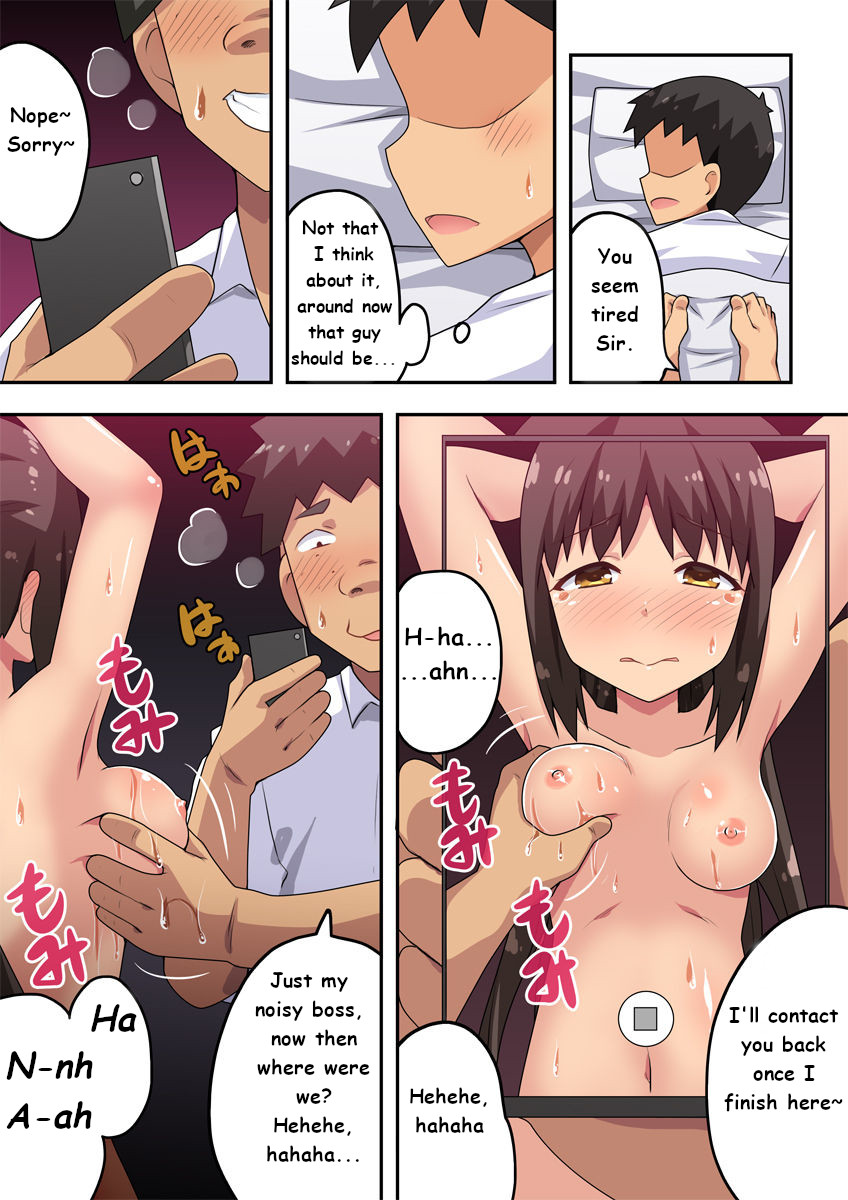 You
seem
tired
Sir.
Not that
I think
about it,
around now
that guy
should be...
Nope~
Sorry~
H-ha...
...ahn...
もみ
もみ
I'll contact
you back
once I
finish here~
Hehehe,
hahaha
はぁ
はぁ
もみ
もみ
Just my
noisy boss,
now then
where were
we?
Hehehe,
hahaha...
Ha
N-nh
A-ah